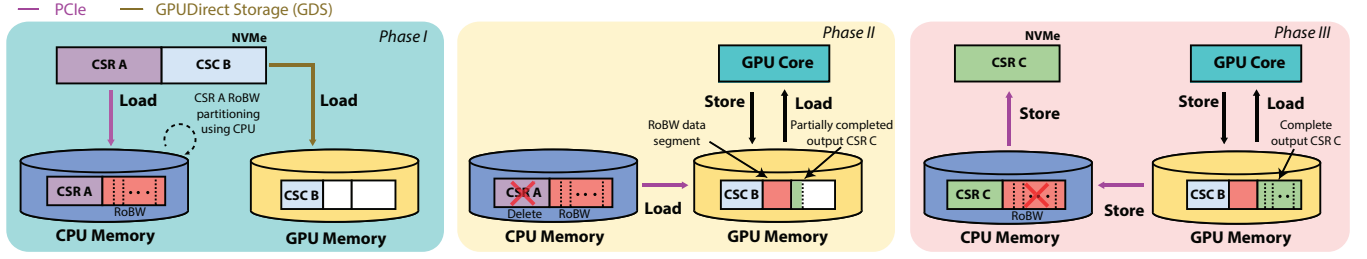 PCIe
GPUDirect Storage (GDS)
Phase I
NVMe
CSR A
CSC B
Load
CSR A RoBW
partitioning
using CPU
Load
CSR A
RoBW
CSC B
CPU Memory
GPU Memory
Phase II
GPU Core
Store
Load
RoBW data
segment
Partially completed
output CSR C
CSR A
Delete
RoBW
Load
CSC B
CPU Memory
GPU Memory
Phase III
NVMe
CSR C
GPU Core
Store
Store
Load
Complete
output CSR C
CSR C
RoBW
Store
CSC B
CPU Memory
GPU Memory